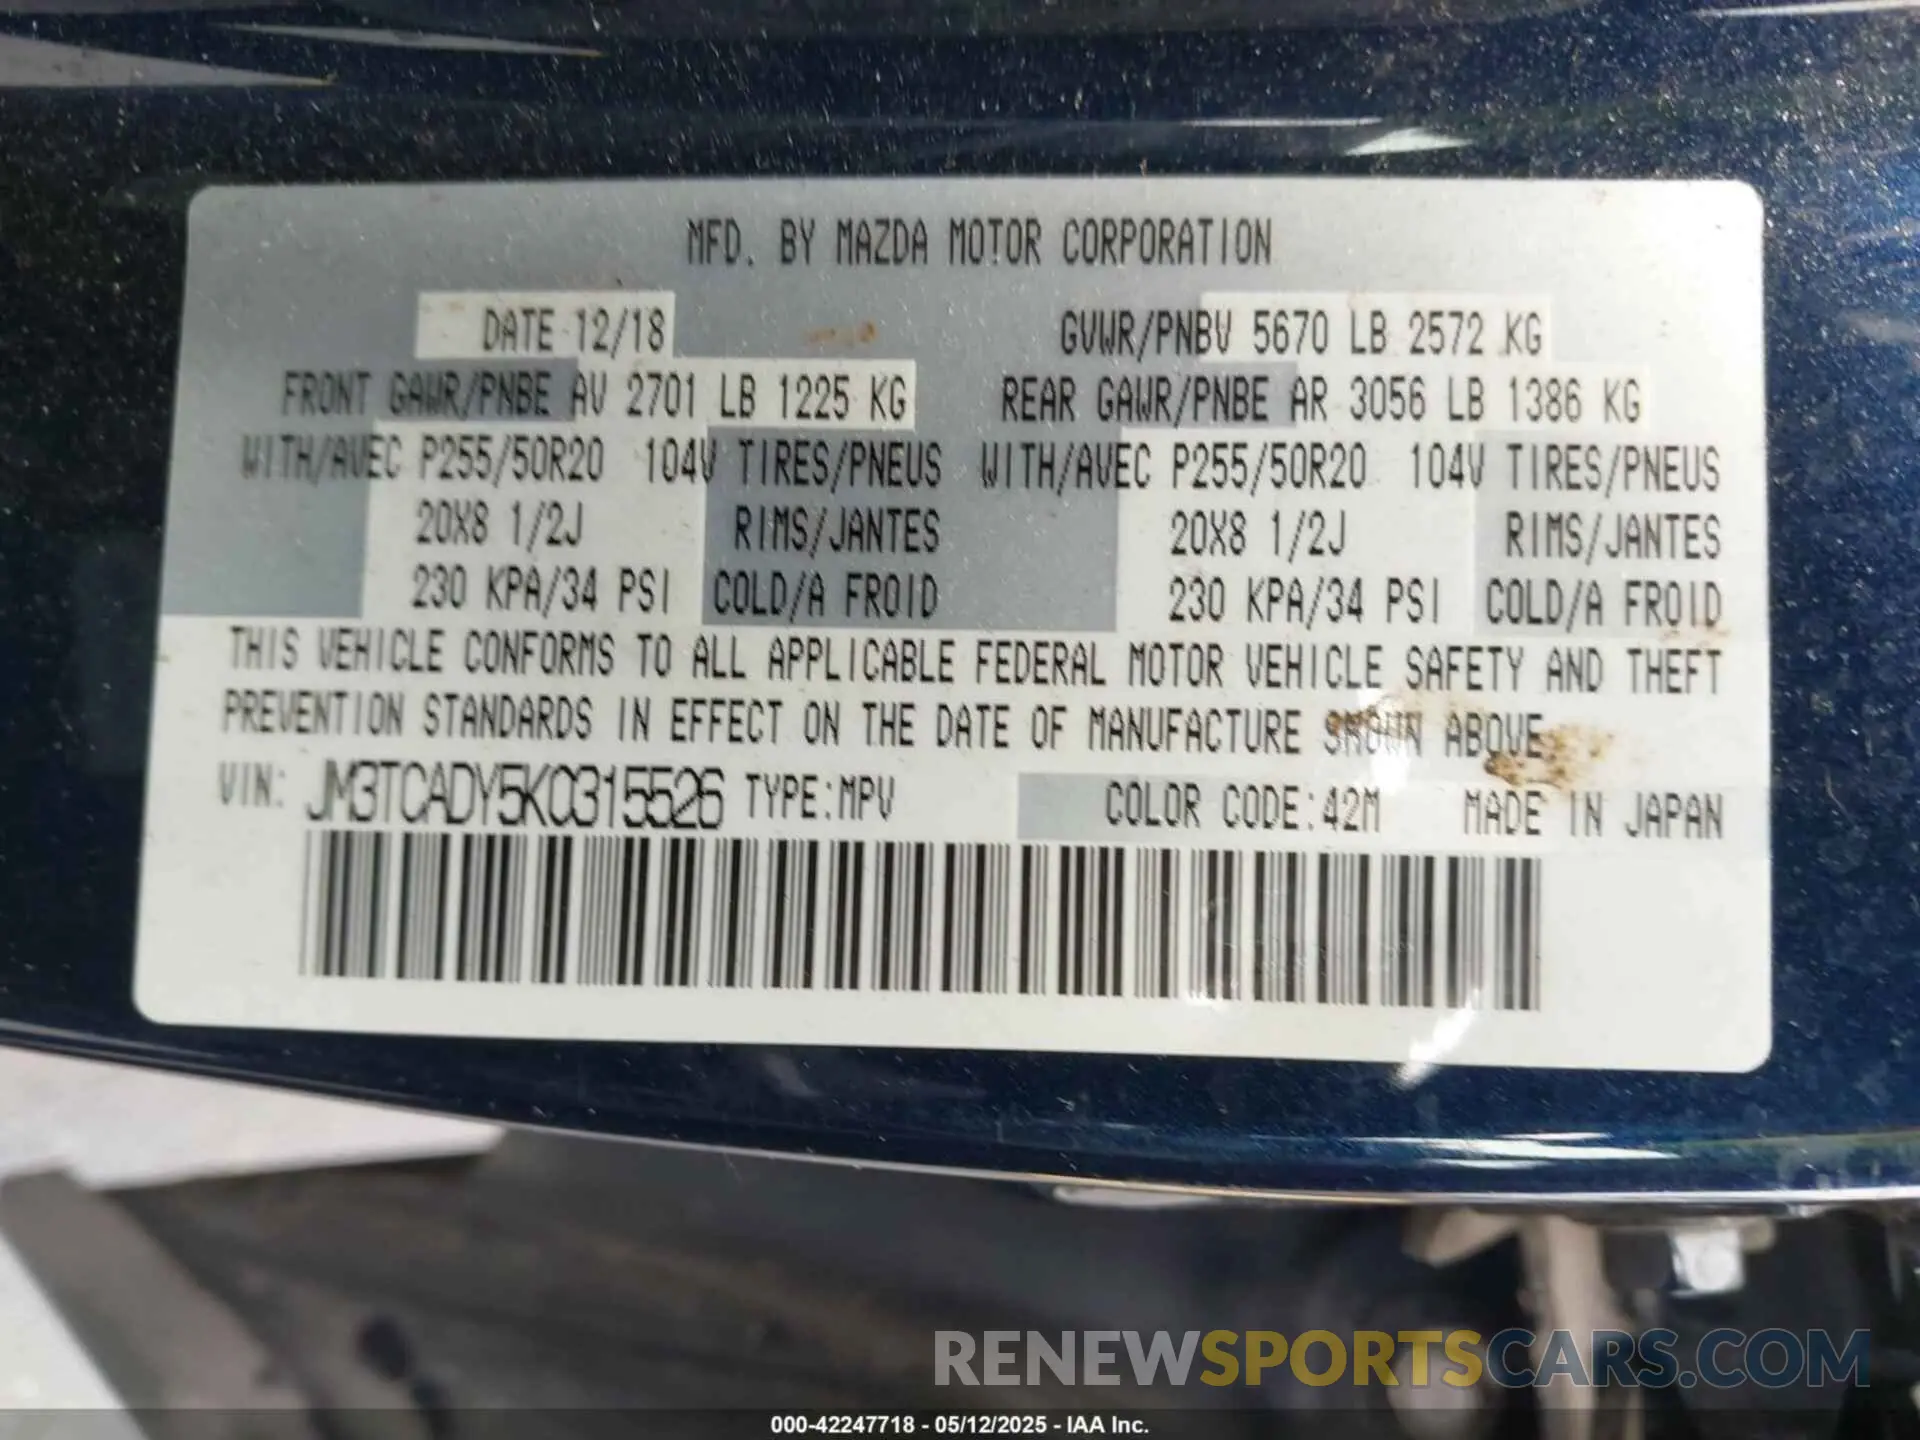 MFD. BY MAZDA MOTOR CORPORATION
DATE 12/18 GVWR/PNBV 5670 LB 2572 KG
FRONT GAWR/PNBE AV 2701 LB 1225 KG REAR GAWR/PNBE AR 3056 LB 1386 KG
WITH/AVEC P255/50R20 104V TIRES/PNEUS WITH/AVEC P255/50R20 104V TIRES/PNEUS
20X8 1/2J RIMS/JANTES 20X8 1/2J RIMS/JANTES
230 KPA/34 PSI COLD/A FROID 230 KPA/34 PSI COLD/A FROID
THIS VEHICLE CONFORMS TO ALL APPLICABLE FEDERAL MOTOR VEHICLE SAFETY AND THEFT
PREVENTION STANDARDS IN EFFECT ON THE DATE OF MANUFACTURE SHOWN ABOVE
VIN: JM3TCADY5K0315526 TYPE:MPV COLOR CODE:42M MADE IN JAPAN
RENEWSPORTSCARS.COM
000-42247718 - 05/12/2025 - IAA Inc.